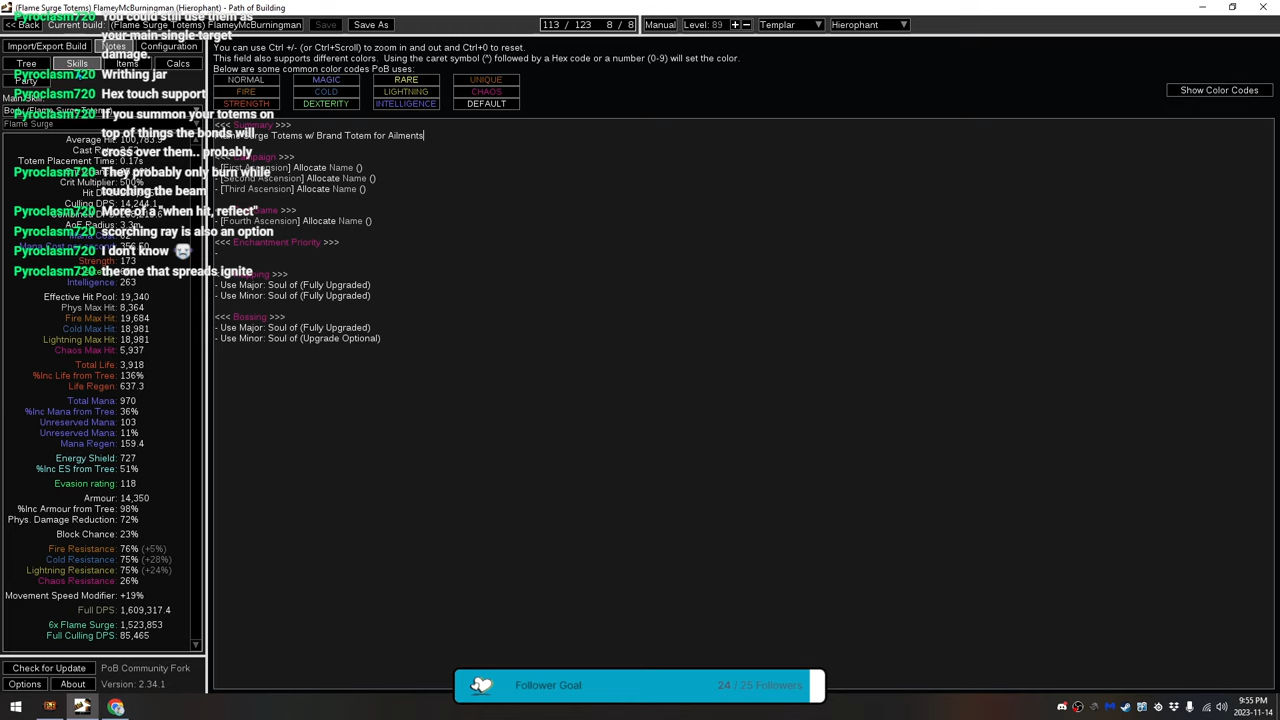 (Flame Surge Totems) FlameyMcBurningman (Hierophant) - Path of Building
<< Back
Current build:
(Flame Surge Totems) FlameyMcBurningman
Save
Save As
113 / 123
8 / 8
Manual
Level: 89
Templar
Hierophant
Pyroclasm720 You could still use them as
your main single target
damage.
Pyroclasm720 Writhing jar
Pyroclasm720 Hex touch support
Pyroclasm720 If you summon your totems on
top of things the bonds will
cross over them.. probably
Pyroclasm720 They probably only burn while
touching the beam
Pyroclasm720 More of a "when hit, reflect"
Pyroclasm720 scorching ray is also an option
Pyroclasm720 I don't know
Pyroclasm720 the one that spreads ignite
Import/Export Build
Notes
Configuration
Tree
Skills
Items
Calcs
Party
Main Skill:
Flame Surge
Average Hit: 100,783.3
Totem Placement Time: 0.17s
Crit Multiplier: 500%
Culling DPS: 14,244.1
AoE Radius: 3.3m
Strength: 173
Intelligence: 263
Effective Hit Pool: 19,340
Phys Max Hit: 8,364
Fire Max Hit: 19,684
Cold Max Hit: 18,981
Lightning Max Hit: 18,981
Chaos Max Hit: 5,937
Total Life: 3,918
%Inc Life from Tree: 136%
Life Regen: 637.3
Total Mana: 970
%Inc Mana from Tree: 36%
Unreserved Mana: 103
Unreserved Mana: 11%
Mana Regen: 159.4
Energy Shield: 727
%Inc ES from Tree: 51%
Evasion rating: 118
Armour: 14,350
%Inc Armour from Tree: 98%
Phys. Damage Reduction: 72%
Block Chance: 23%
Fire Resistance: 76% (+5%)
Cold Resistance: 75% (+28%)
Lightning Resistance: 75% (+24%)
Chaos Resistance: 26%
Movement Speed Modifier: +19%
Full DPS: 1,609,317.4
6x Flame Surge: 1,523,853
Full Culling DPS: 85,465
Check for Update
PoB Community Fork
Options
About
Version: 2.34.1
You can use Ctrl +/- (or Ctrl+Scroll) to zoom in and out and Ctrl+0 to reset.
This field also supports different colors. Using the caret symbol (^) followed by a Hex code or a number (0-9) will set the color.
Below are some common color codes PoB uses:
NORMAL
MAGIC
RARE
UNIQUE
FIRE
COLD
LIGHTNING
CHAOS
STRENGTH
DEXTERITY
INTELLIGENCE
DEFAULT
Show Color Codes
<<< Summary >>>
Surge Totems w/ Brand Totem for Ailments
<<< Campaign >>>
- [First Ascension] Allocate Name ()
- [Second Ascension] Allocate Name ()
- [Third Ascension] Allocate Name ()
Game >>>
- [Fourth Ascension] Allocate Name ()
<<< Enchantment Priority >>>
-
>>>
- Use Major: Soul of (Fully Upgraded)
- Use Minor: Soul of (Fully Upgraded)
<<< Bossing >>>
- Use Major: Soul of (Fully Upgraded)
- Use Minor: Soul of (Upgrade Optional)
Follower Goal
24 / 25 Followers
9:55 PM
2023-11-14